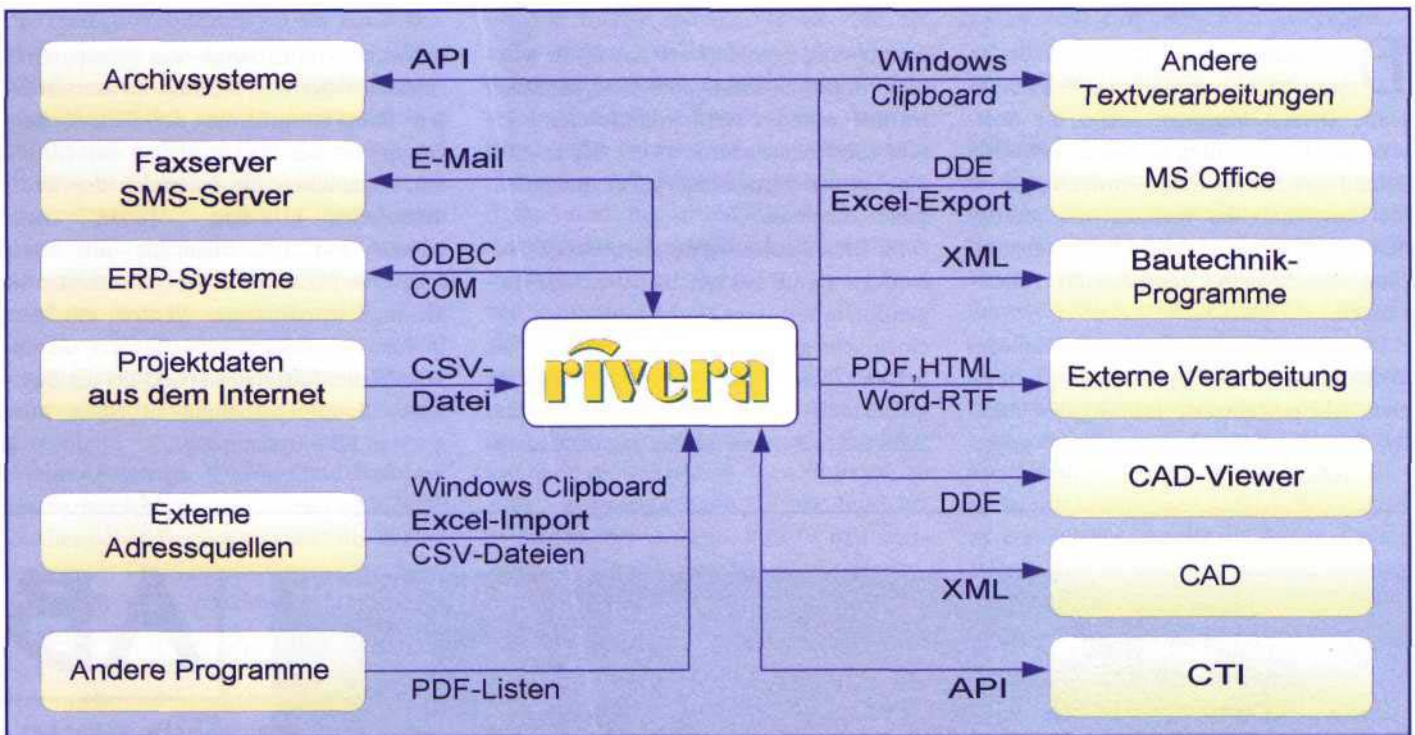 Archivsysteme
API
Windows
Clipboard
Andere
Textverarbeitungen
Faxserver
SMS-Server
E-Mail
DDE
Excel-Export
MS Office
ERP-Systeme
ODBC
COM
XML
Bautechnik-
Programme
Projektdaten
aus dem Internet
CSV-
Datei
rivera
PDF,HTML
Word-RTF
Externe Verarbeitung
Externe
Adressquellen
Windows Clipboard
Excel-Import
CSV-Dateien
DDE
CAD-Viewer
XML
CAD
Andere Programme
PDF-Listen
API
CTI